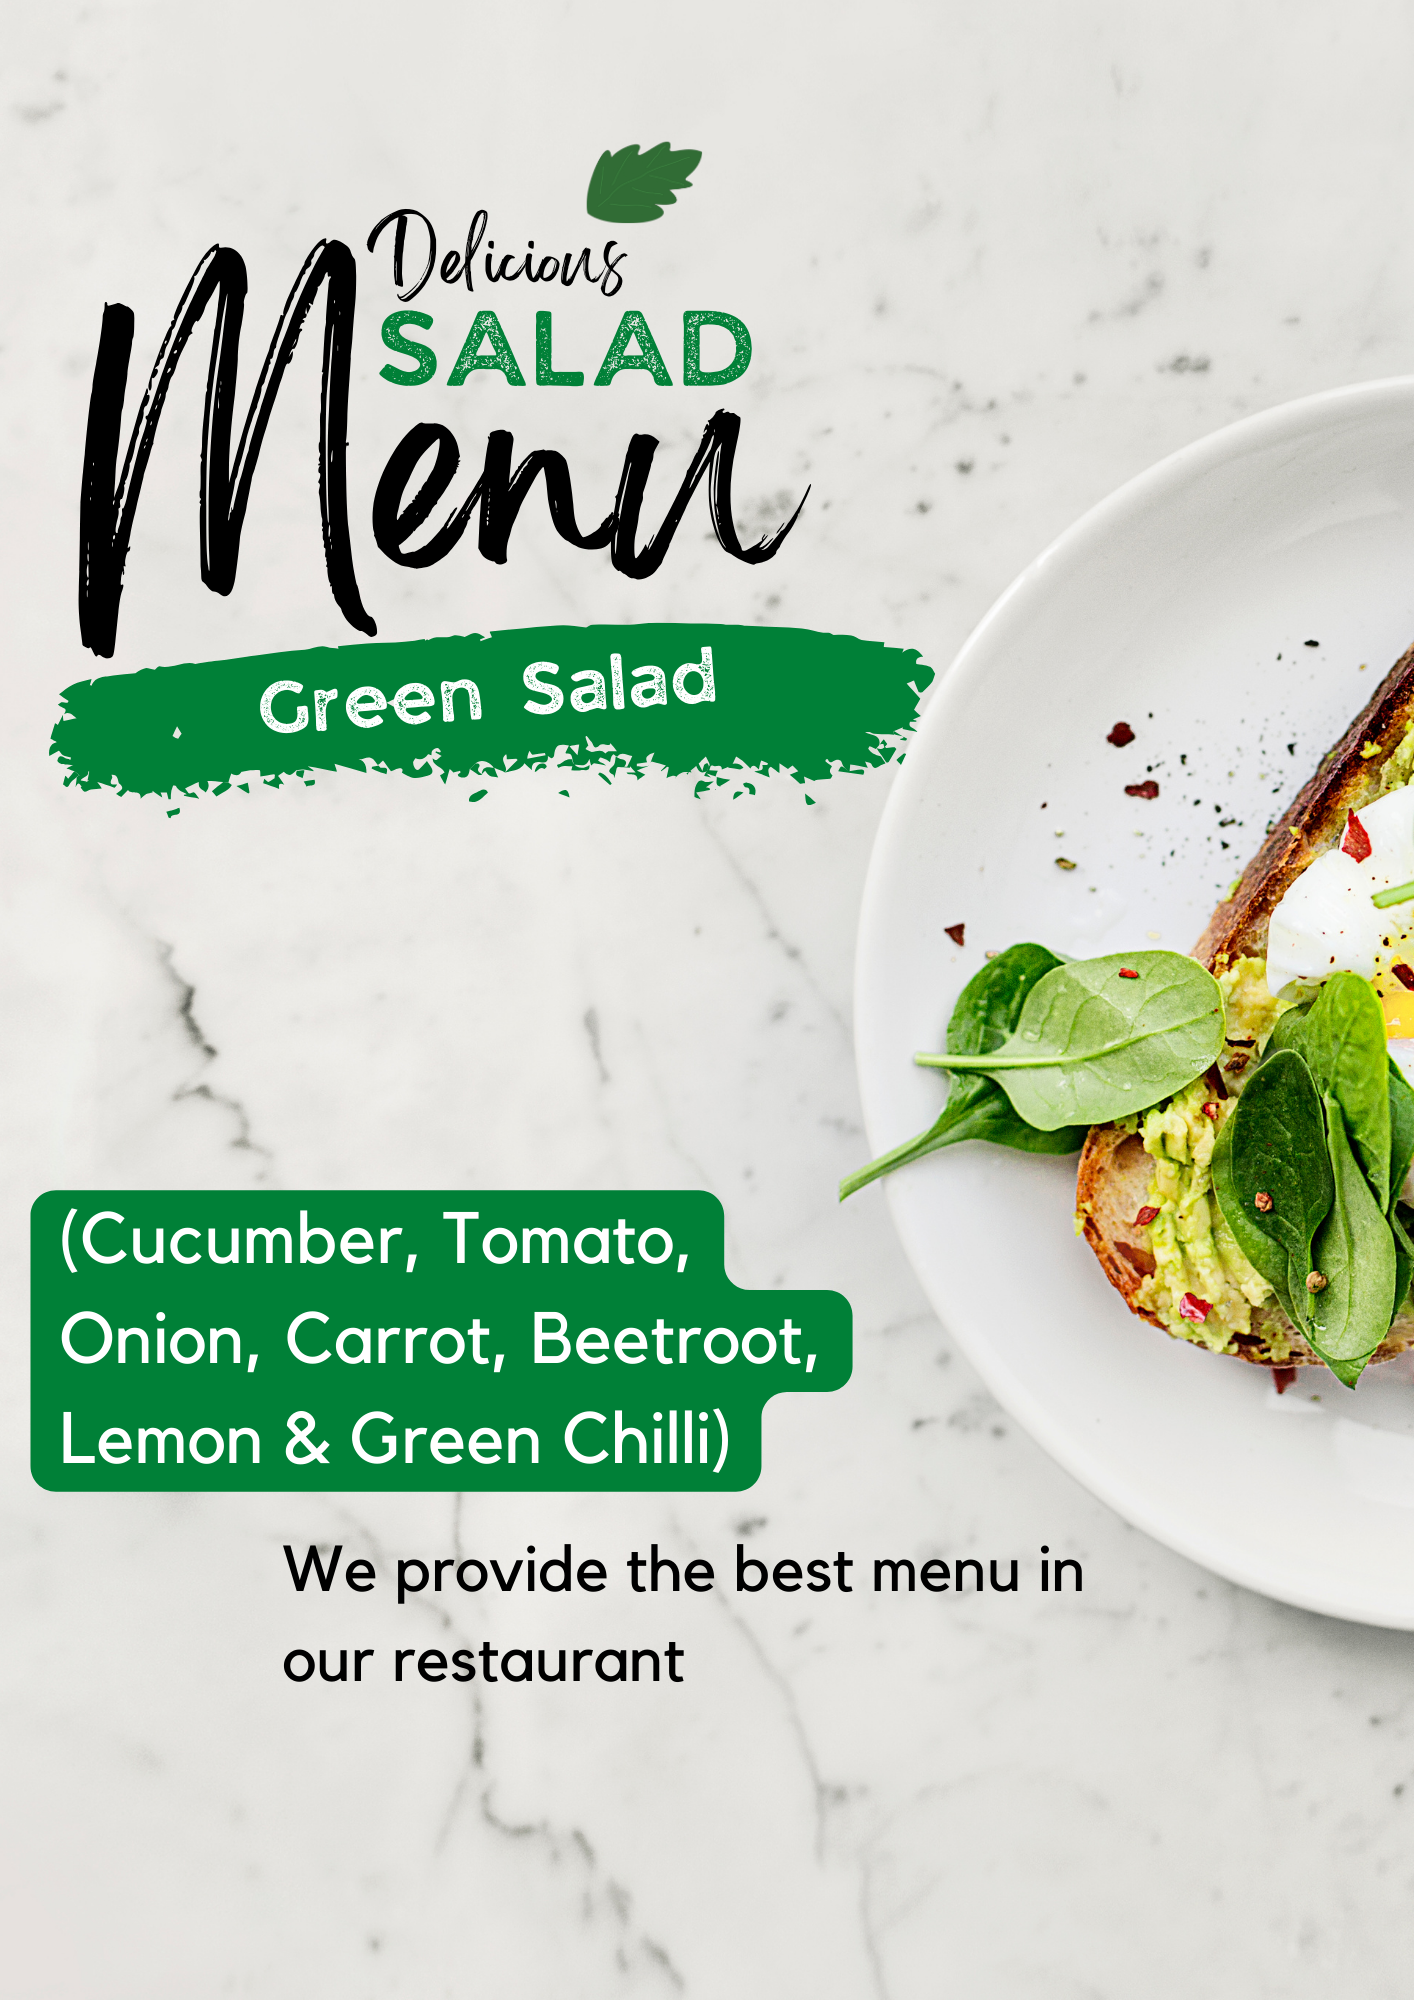 Delicious
SALAD
Menu
Green Salad
(Cucumber, Tomato,
Onion, Carrot, Beetroot,
Lemon & Green Chilli)
We provide the best menu in
our restaurant